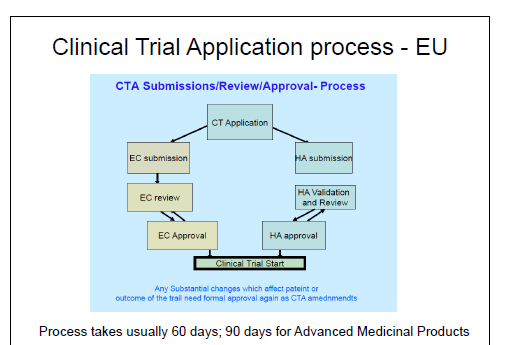 Clinical Trial Application process - EU
CTA Submissions/Review/Approval- Process
CT Application
EC submission
HA submission
EC review
HA Validation
and Review
EC Approval
HA approval
Clinical Trial Start
Any Substantial changes which affect pateint or
outcome of the trail need formal approval again as CTA amednmendts
Process takes usually 60 days; 90 days for Advanced Medicinal Products